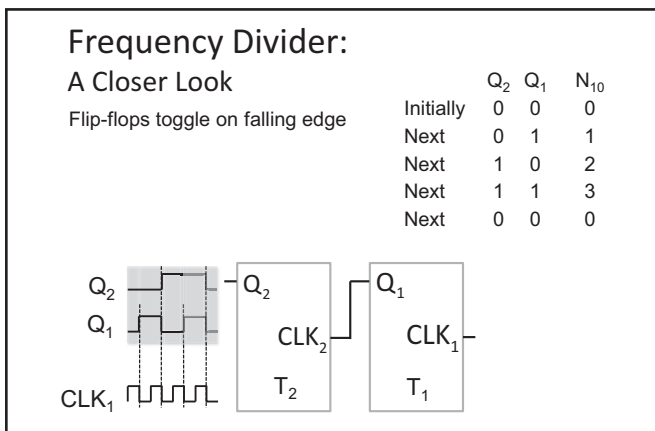 Frequency Divider:
A Closer Look
Flip-flops toggle on falling edge
Q₂ Q₁ N₁₀
Initially 0 0 0
Next 0 1 1
Next 1 0 2
Next 1 1 3
Next 0 0 0
Q₂
Q₁
CLK₁
Q₂
CLK₂
T₂
Q₁
CLK₁
T₁